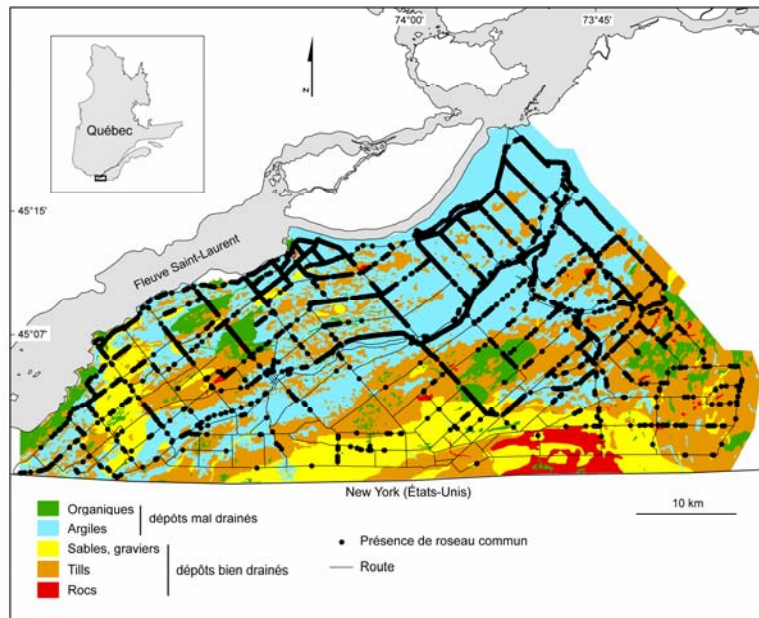 74°00'
73°45'
Québec
N
45°15'
Fleuve Saint-Laurent
45°07'
New York (États-Unis)
10 km
Organiques
Argiles
dépôts mal drainés
Sables, graviers
Tills
Rocs
dépôts bien drainés
Présence de roseau commun
Route